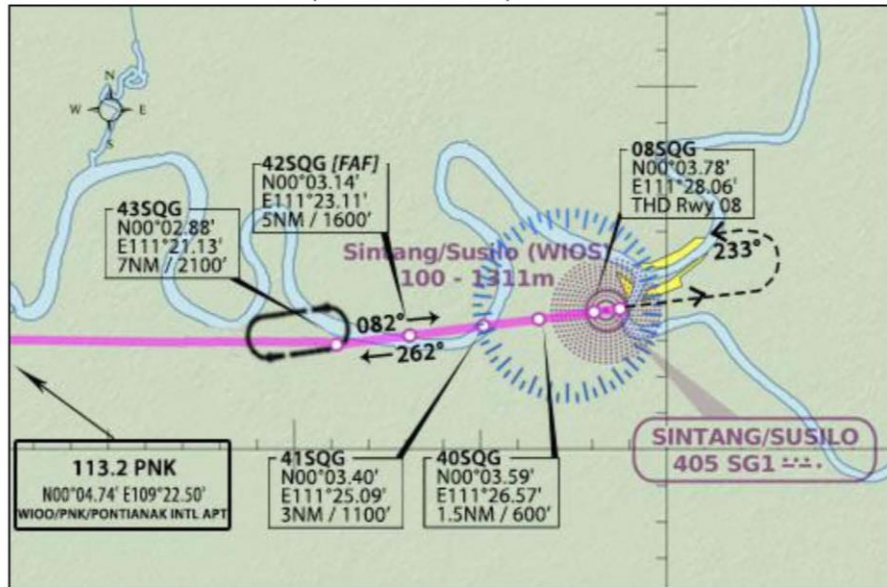 N
W
E
S
42SQG [FAF]
N00°03.14'
E111°23.11'
5NM / 1600'
08SQG
N00°03.78'
E111°28.06'
THD Rwy 08
43SQG
N00°02.88'
E111°21.13'
7NM / 2100'
Sintang/Susilo (WIOS)
100 - 1311m
233°
082°
262°
113.2 PNK
N00°04.74' E109°22.50'
WIOO/PNK/PONTIANAK INTL APT
41SQG
N00°03.40'
E111°25.09'
3NM / 1100'
40SQG
N00°03.59'
E111°26.57'
1.5NM / 600'
SINTANG/SUSILO
405 SG1